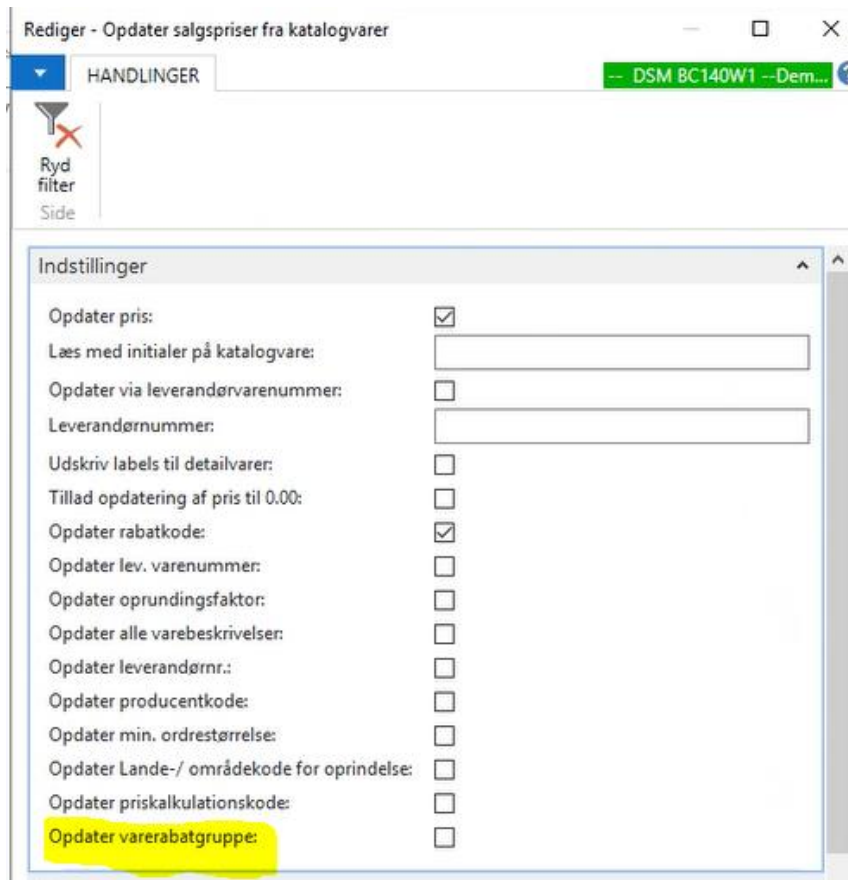 Rediger - Opdater salgspriser fra katalogvarer
HANDLINGER
-- DSM BC140W1 --Dem...
?
Ryd
filter
Side
Indstillinger
Opdater pris:
Læs med initialer på katalogvare:
Opdater via leverandørvarenummer:
Leverandørnummer:
Udskriv labels til detailvarer:
Tillad opdatering af pris til 0.00:
Opdater rabatkode:
Opdater lev. varenummer:
Opdater oprundingsfaktor:
Opdater alle varebeskrivelser:
Opdater leverandørnr.:
Opdater producentkode:
Opdater min. ordrestørrelse:
Opdater Lande-/ områdekode for oprindelse:
Opdater priskalkulationskode:
Opdater varerabatgruppe: